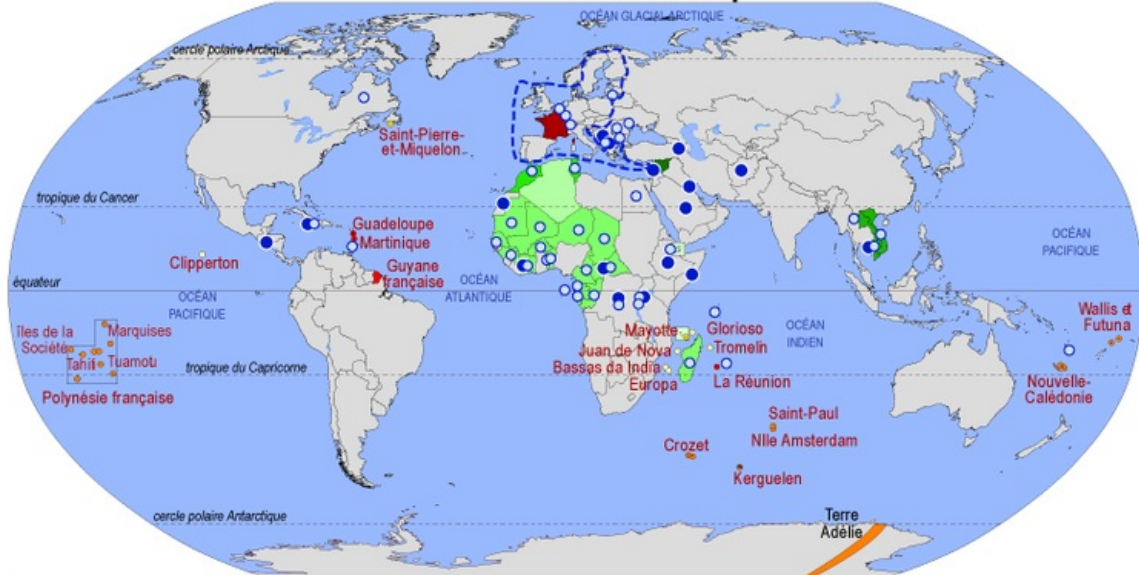 OCÉAN GLACIAL ARCTIQUE
cercle polaire Arctique
Saint-Pierre-
et-Miquelon
tropique du Cancer
Guadeloupe
Martinique
Clipperton
Guyane
française
OCÉAN
PACIFIQUE
équateur
OCÉAN
ATLANTIQUE
OCÉAN
PACIFIQUE
Marquises
îles de la
Société
Tahiti
Tuamotu
Polynésie française
tropique du Capricorne
Mayotte
Glorioso
OCÉAN
INDIEN
Juan de Nova
Tromelin
Bassas da India
Europa
La Réunion
Wallis et
Futuna
Nouvelle-
Calédonie
Saint-Paul
Nlle Amsterdam
Crozet
Kerguelen
cercle polaire Antarctique
Terre
Adélie